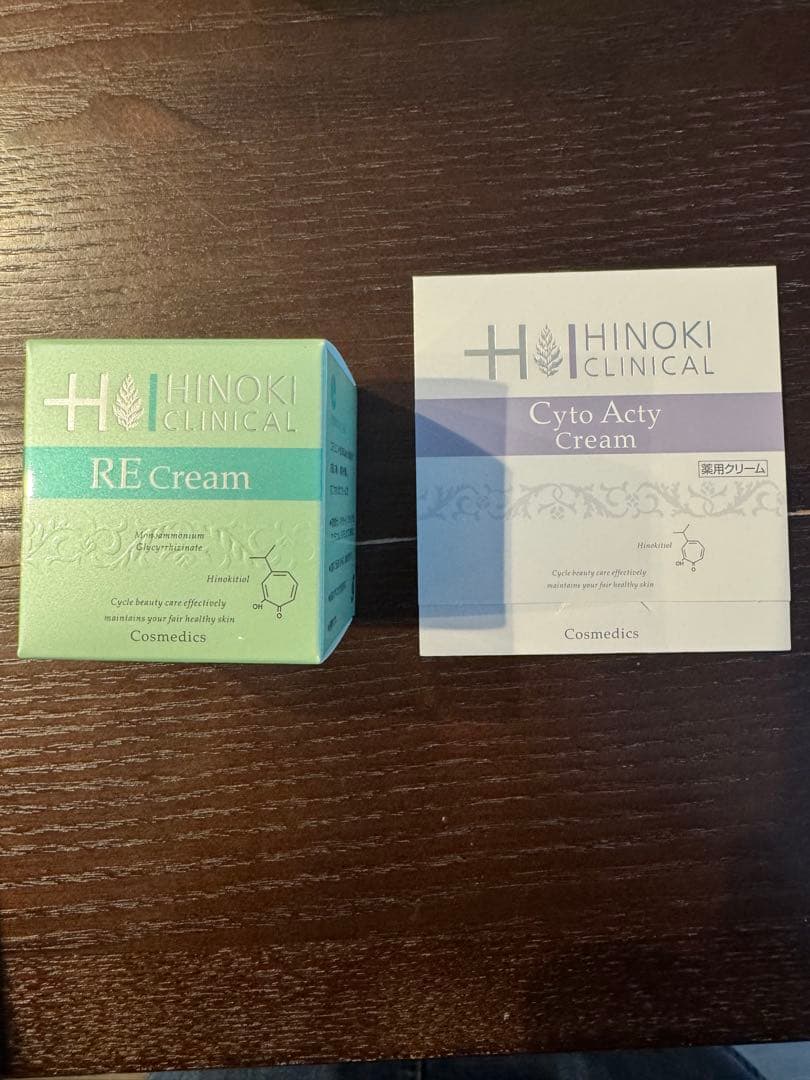 HINOKI
CLINICAL
RE Cream
Monoammonium
Glycyrrhizinate
Hinokitiol
OH
O
Cycle beauty care effectively
maintains your fair healthy skin
Cosmedics
HINOKI
CLINICAL
Cyto Acty
Cream
薬用クリーム
Hinokitiol
OH
O
Cycle beauty care effectively
maintains your fair healthy skin
Cosmedics